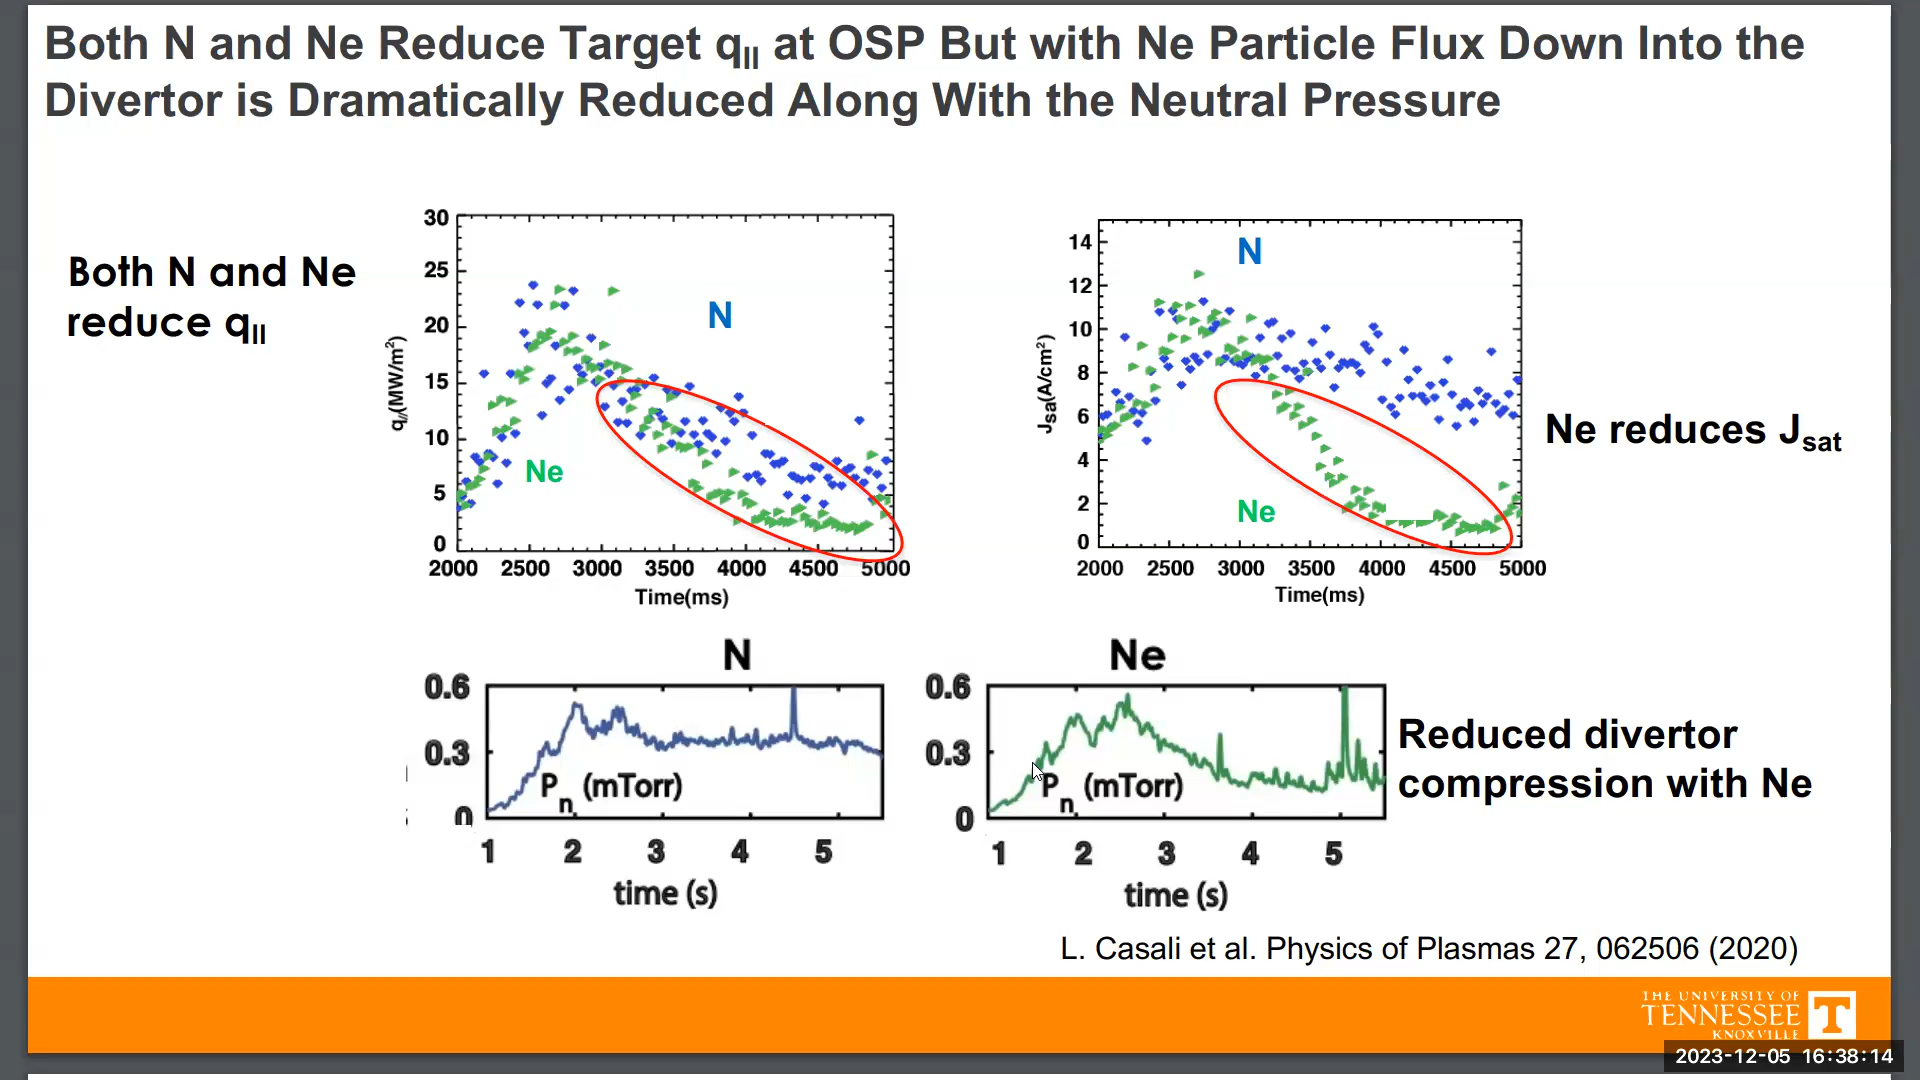 Both N and Ne Reduce Target q|| at OSP But with Ne Particle Flux Down Into the
Divertor is Dramatically Reduced Along With the Neutral Pressure
Both N and Ne
reduce q||
30
25
20
15
10
5
0
q//(MW/m²)
N
Ne
2000 2500 3000 3500 4000 4500 5000
Time(ms)
14
12
10
8
6
4
2
0
Jsa(A/cm²)
N
Ne
2000 2500 3000 3500 4000 4500 5000
Time(ms)
Ne reduces Jsat
N
0.6
0.3
0
Pn (mTorr)
1 2 3 4 5
time (s)
Ne
0.6
0.3
0
Pn (mTorr)
1 2 3 4 5
time (s)
Reduced divertor
compression with Ne
L. Casali et al. Physics of Plasmas 27, 062506 (2020)
THE UNIVERSITY OF
TENNESSEE
KNOXVILLE
T
2023-12-05 16:38:14